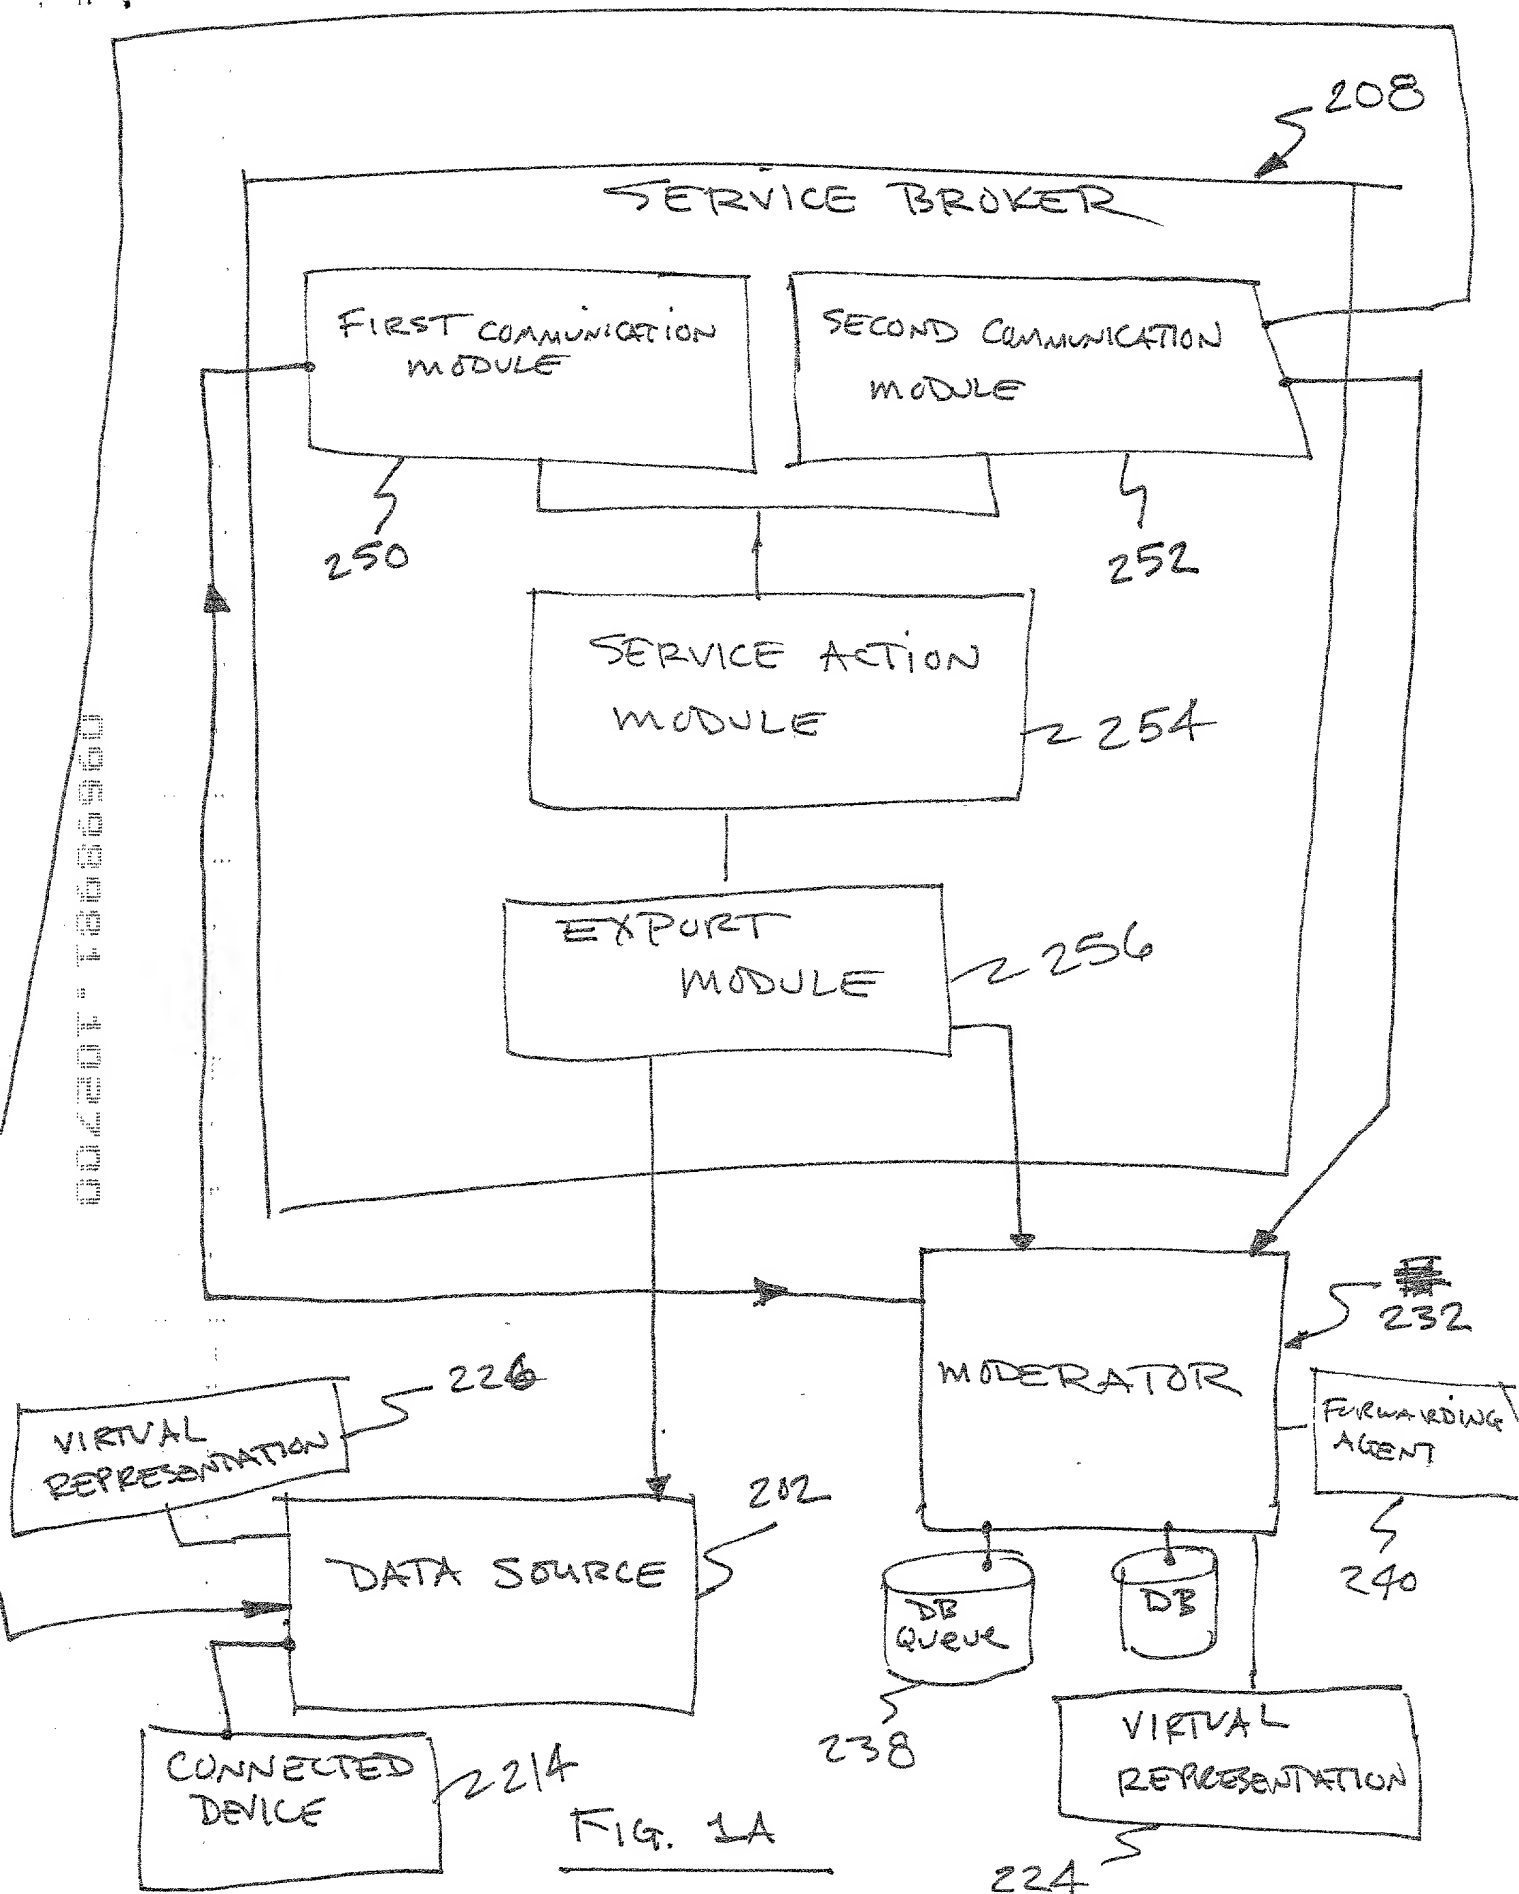 208
SERVICE BROKER
FIRST COMMUNICATION
MODULE
SECOND COMMUNICATION
MODULE
250
252
SERVICE ACTION
MODULE
254
EXPORT
MODULE
256
09698981.102700
232
MODERATOR
FORWARDING
AGENT
240
226
VIRTUAL
REPRESENTATION
202
DATA SOURCE
DB
QUEUE
DB
238
VIRTUAL
REPRESENTATION
224
CONNECTED
DEVICE
214
FIG. 1A